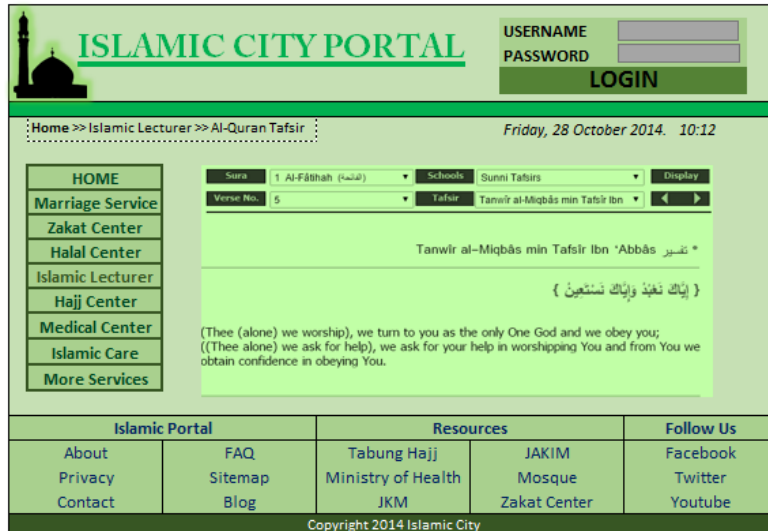 ISLAMIC CITY PORTAL
USERNAME
PASSWORD
LOGIN
Home >> Islamic Lecturer >> Al-Quran Tafsir
Friday, 28 October 2014. 10:12
HOME
Marriage Service
Zakat Center
Halal Center
Islamic Lecturer
Hajj Center
Medical Center
Islamic Care
More Services
Sura 1 Al-Fâtihah (الفاتحة) Schools Sunni Tafsirs Display
Verse No. 5 Tafsir Tanwîr al-Miqbâs min Tafsîr Ibn
* تفسير Tanwîr al-Miqbâs min Tafsîr Ibn ‘Abbâs
{ إِيَّاكَ نَعْبُدُ وَإِيَّاكَ نَسْتَعِينُ }
(Thee (alone) we worship), we turn to you as the only One God and we obey you;
((Thee alone) we ask for help), we ask for your help in worshipping You and from You we
obtain confidence in obeying You.
Islamic Portal Resources Follow Us
About FAQ Tabung Hajj JAKIM Facebook
Privacy Sitemap Ministry of Health Mosque Twitter
Contact Blog JKM Zakat Center Youtube
Copyright 2014 Islamic City